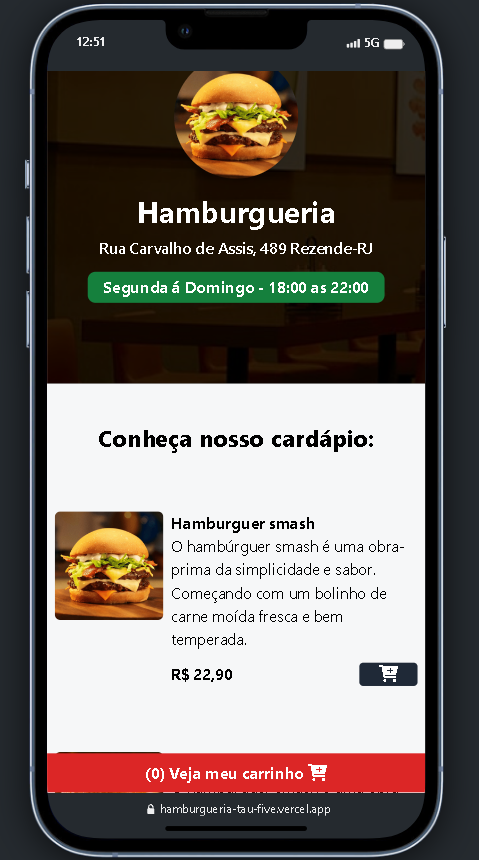 12:51
5G
Hamburgueria
Rua Carvalho de Assis, 489 Rezende-RJ
Segunda á Domingo - 18:00 as 22:00
Conheça nosso cardápio:
Hamburguer smash
O hambúrguer smash é uma obra-
prima da simplicidade e sabor.
Começando com um bolinho de
carne moída fresca e bem
temperada.
R$ 22,90
(0) Veja meu carrinho
hamburgueria-tau-five.vercel.app